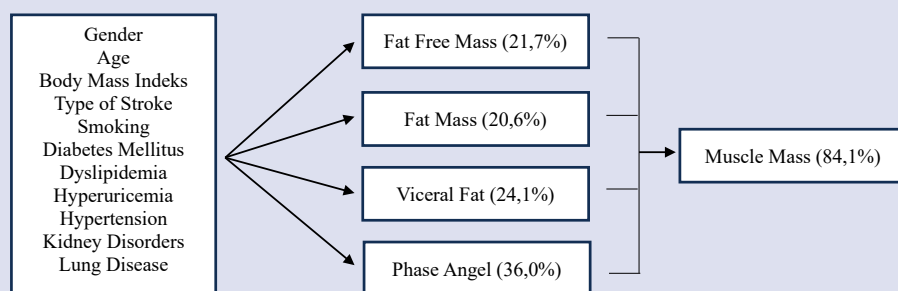 Gender
Age
Body Mass Indeks
Type of Stroke
Smoking
Diabetes Mellitus
Dyslipidemia
Hyperuricemia
Hypertension
Kidney Disorders
Lung Disease
Fat Free Mass (21,7%)
Fat Mass (20,6%)
Viceral Fat (24,1%)
Phase Angel (36,0%)
Muscle Mass (84,1%)